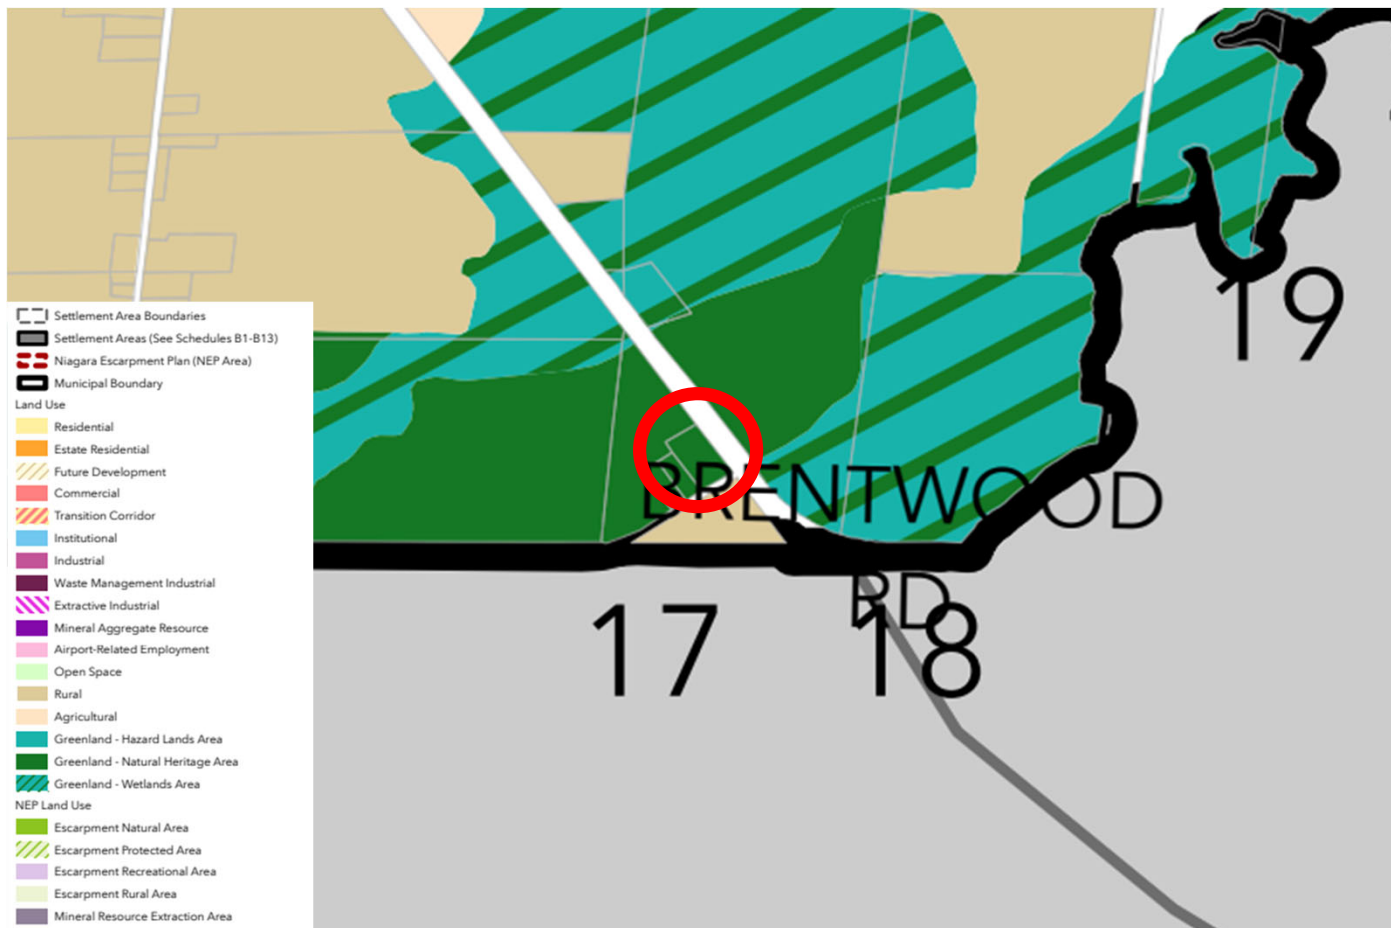 19
Settlement Area Boundaries
Settlement Areas (See Schedules B1-B13)
Niagara Escarpment Plan (NEP Area)
Municipal Boundary
Land Use
Residential
Estate Residential
Future Development
Commercial
Transition Corridor
Institutional
Industrial
Waste Management Industrial
Extractive Industrial
Mineral Aggregate Resource
Airport-Related Employment
Open Space
Rural
Agricultural
Greenland - Hazard Lands Area
Greenland - Natural Heritage Area
Greenland - Wetlands Area
NEP Land Use
Escarpment Natural Area
Escarpment Protected Area
Escarpment Recreational Area
Escarpment Rural Area
Mineral Resource Extraction Area
BRENTWOOD
RD
17
18